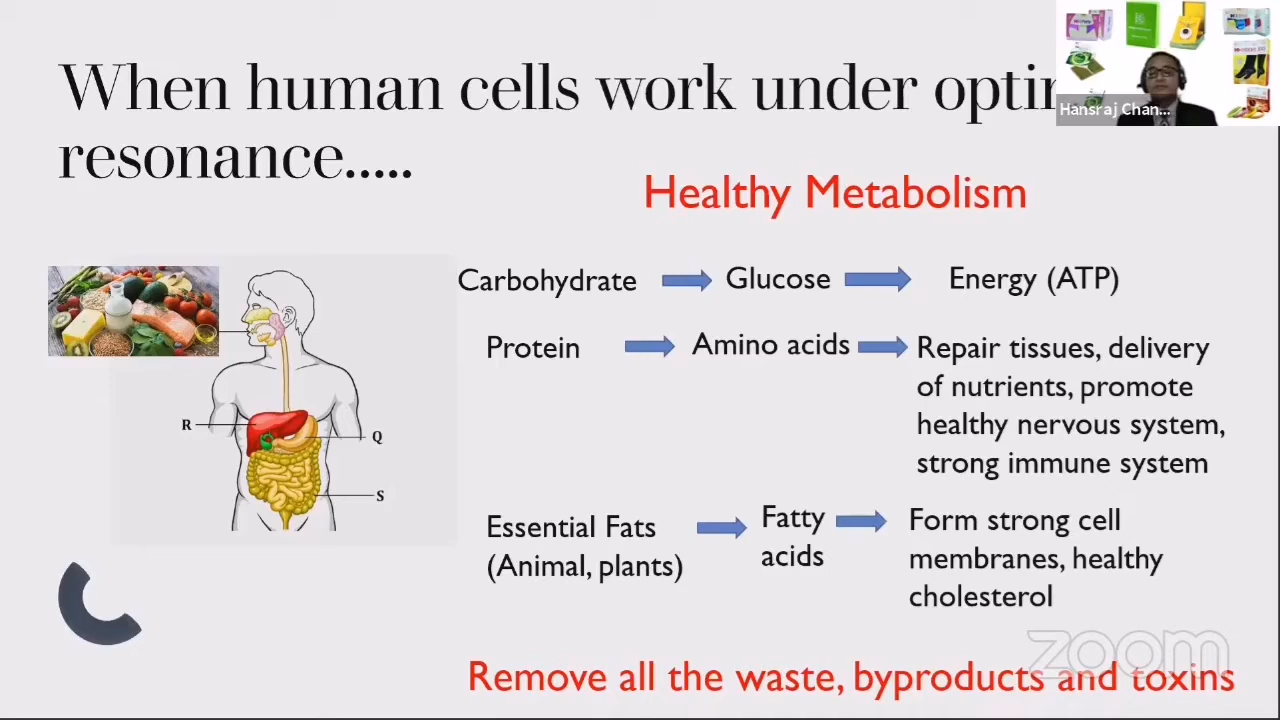 When human cells work under
resonance.....
Hansraj Chan...
Healthy Metabolism
Carbohydrate Glucose Energy (ATP)
Protein Amino acids Repair tissues, delivery
of nutrients, promote
healthy nervous system,
strong immune system
R
Q
S
Essential Fats
(Animal, plants)
Fatty
acids
Form strong cell
membranes, healthy
cholesterol
zoom
Remove all the waste, byproducts and toxins